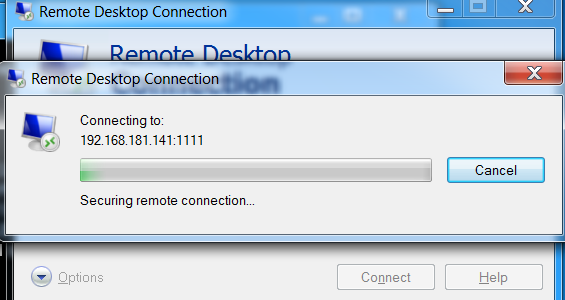 Remote Desktop Connection
Remote Desktop
Connection
Remote Desktop Connection
Connecting to:
192.168.181.141:1111
Cancel
Securing remote connection...
Options
Connect
Help